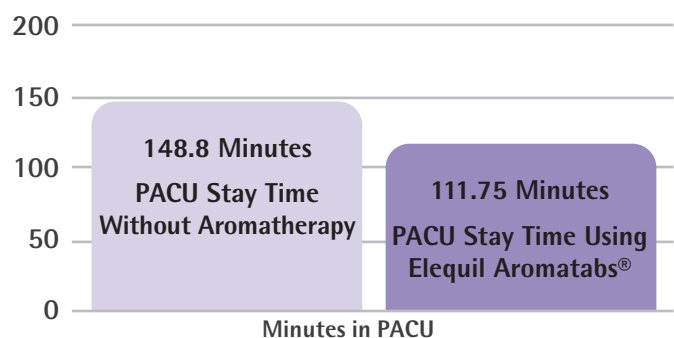 200
150
100
50
0
148.8 Minutes
PACU Stay Time
Without Aromatherapy
111.75 Minutes
PACU Stay Time Using
Elequil Aromatabs®
Minutes in PACU